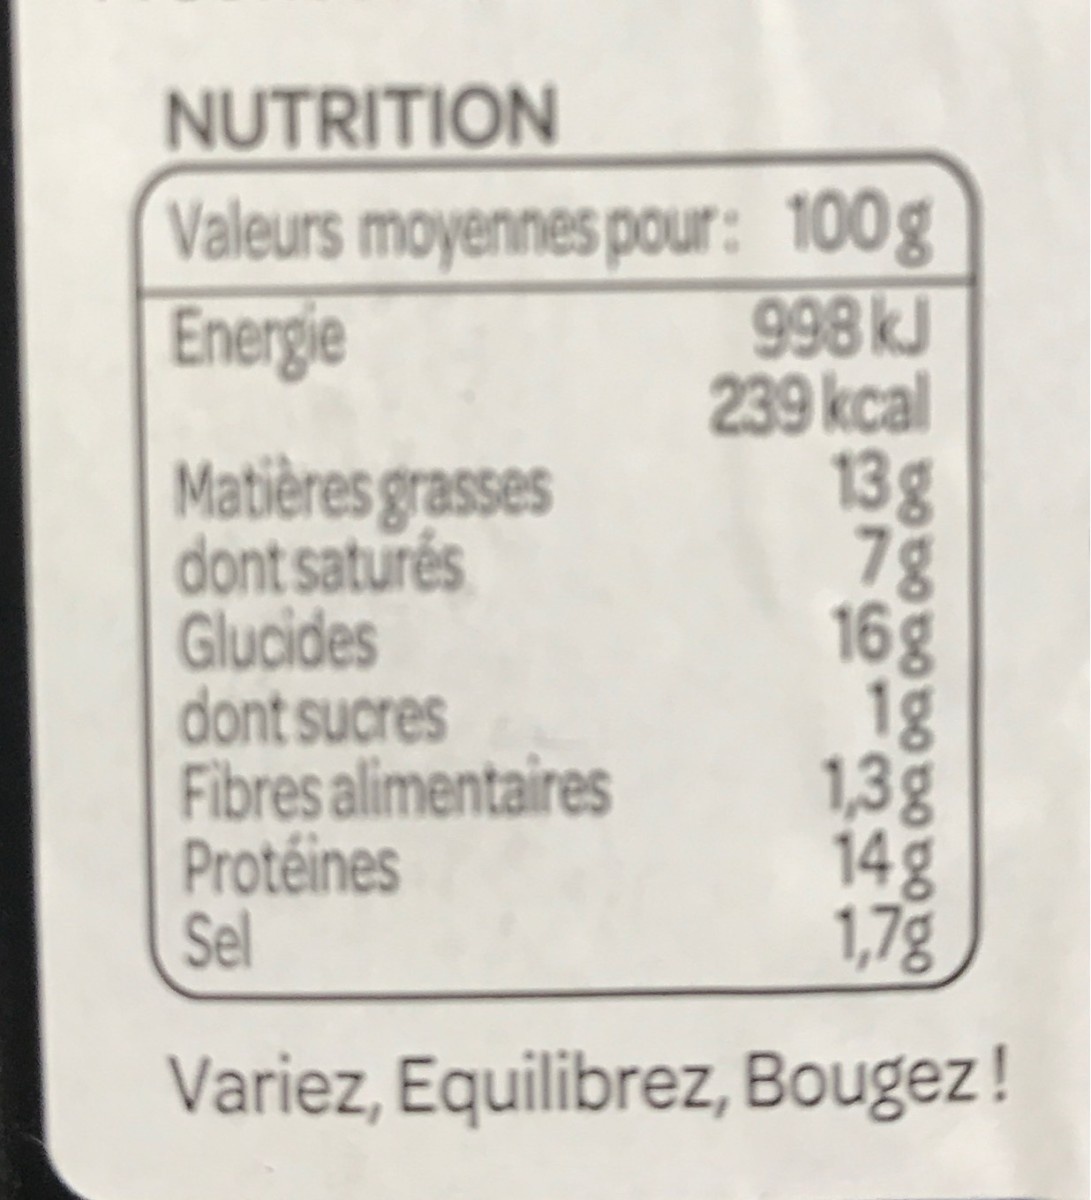 NUTRITION
Valeurs moyennes pour : 100 g
Energie 998 kJ
239 kcal
Matières grasses 13 g
dont saturés 7 g
Glucides 16 g
dont sucres 1 g
Fibres alimentaires 1,3 g
Protéines 14 g
Sel 1,7 g
Variez, Equilibrez, Bougez !